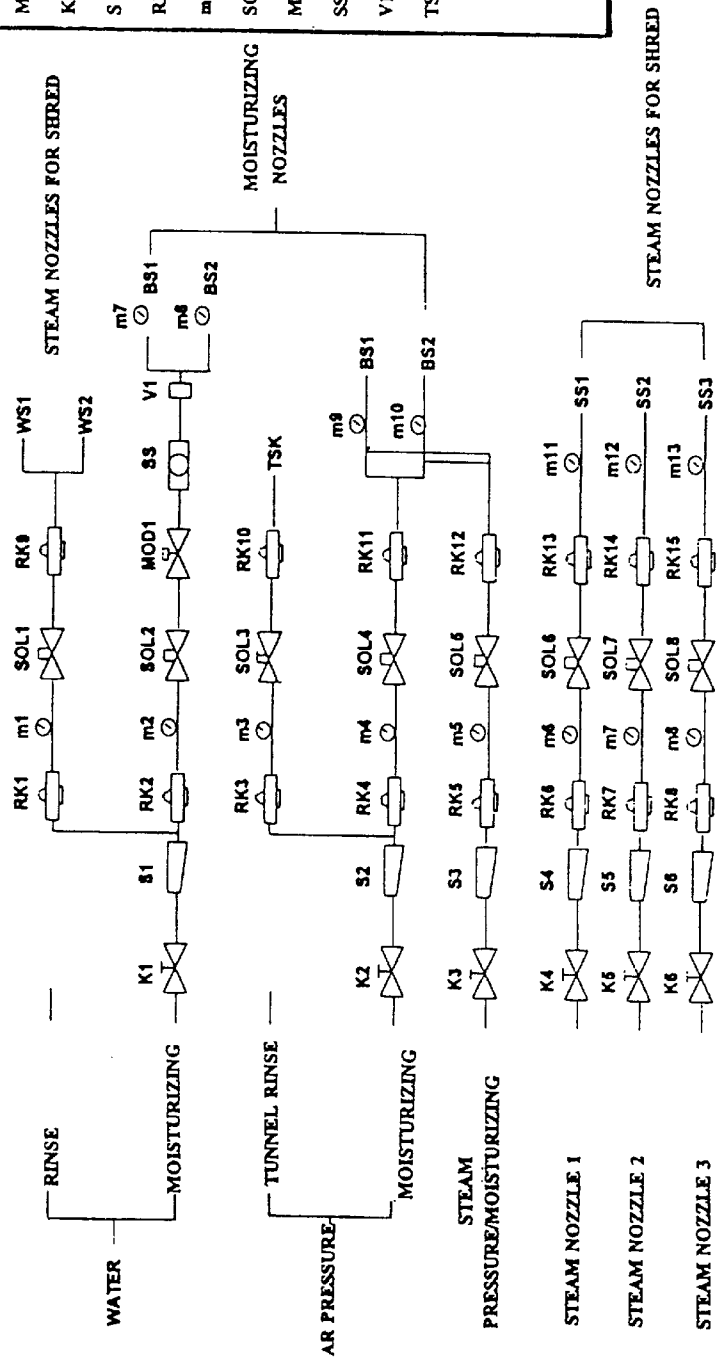 M
K
S
R
m
SO
M
SS
V1
TS
STEAM NOZZLES FOR SHRED
WS1
WS2
RK9
SOL1
m1
RK1
RINSE
WATER
MOISTURIZING
K1
S1
RK2
m2
SOL2
MOD1
SS
V1
m7
BS1
m8
BS2
MOISTURIZING
NOZZLES
TUNNEL RINSE
RK3
m3
SOL3
RK10
TSK
AR PRESSURE
MOISTURIZING
K2
S2
RK4
m4
SOL4
RK11
m9
BS1
m10
BS2
STEAM
PRESSURE/MOISTURIZING
K3
S3
RK5
m5
SOL5
RK12
STEAM NOZZLE 1
K4
S4
RK6
m6
SOL6
RK13
m11
SS1
STEAM NOZZLE 2
K5
S5
RK7
m7
SOL7
RK14
m12
SS2
STEAM NOZZLE 3
K6
S6
RK8
m8
SOL8
RK15
m13
SS3
STEAM NOZZLES FOR SHRED